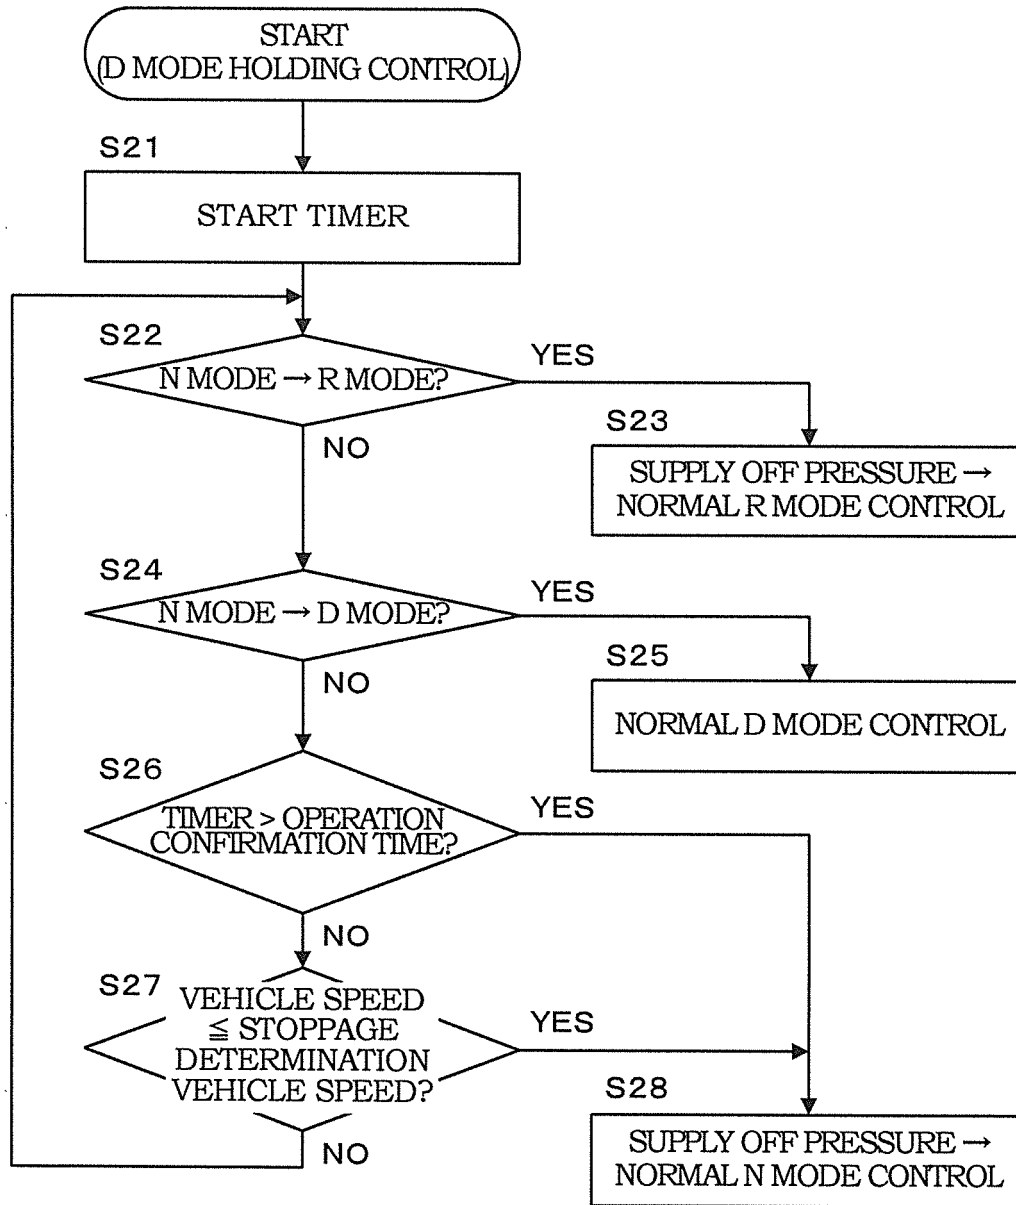 START
(D MODE HOLDING CONTROL)
S21
START TIMER
S22
N MODE → R MODE?
YES
NO
S23
SUPPLY OFF PRESSURE →
NORMAL R MODE CONTROL
S24
N MODE → D MODE?
YES
NO
S25
NORMAL D MODE CONTROL
S26
TIMER > OPERATION
CONFIRMATION TIME?
YES
NO
S27
VEHICLE SPEED
≦ STOPPAGE
DETERMINATION
VEHICLE SPEED?
YES
NO
S28
SUPPLY OFF PRESSURE →
NORMAL N MODE CONTROL